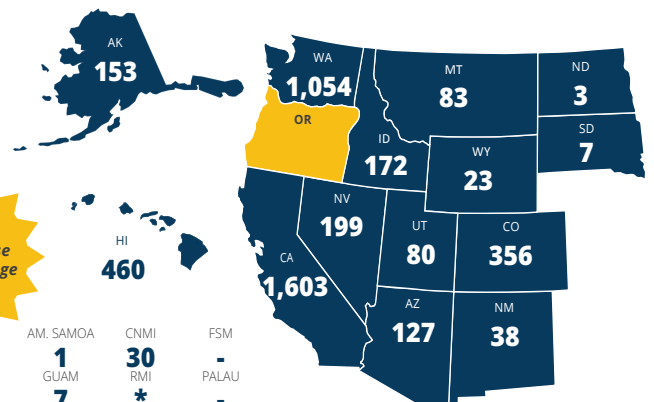 AK
153
WA
1,054
OR
MT
83
ND
3
SD
7
ID
172
WY
23
NV
199
UT
80
CO
356
CA
1,603
AZ
127
NM
38
HI
460
se
ge
AM. SAMOA CNMI FSM
1 30 -
GUAM RMI PALAU
7 * -